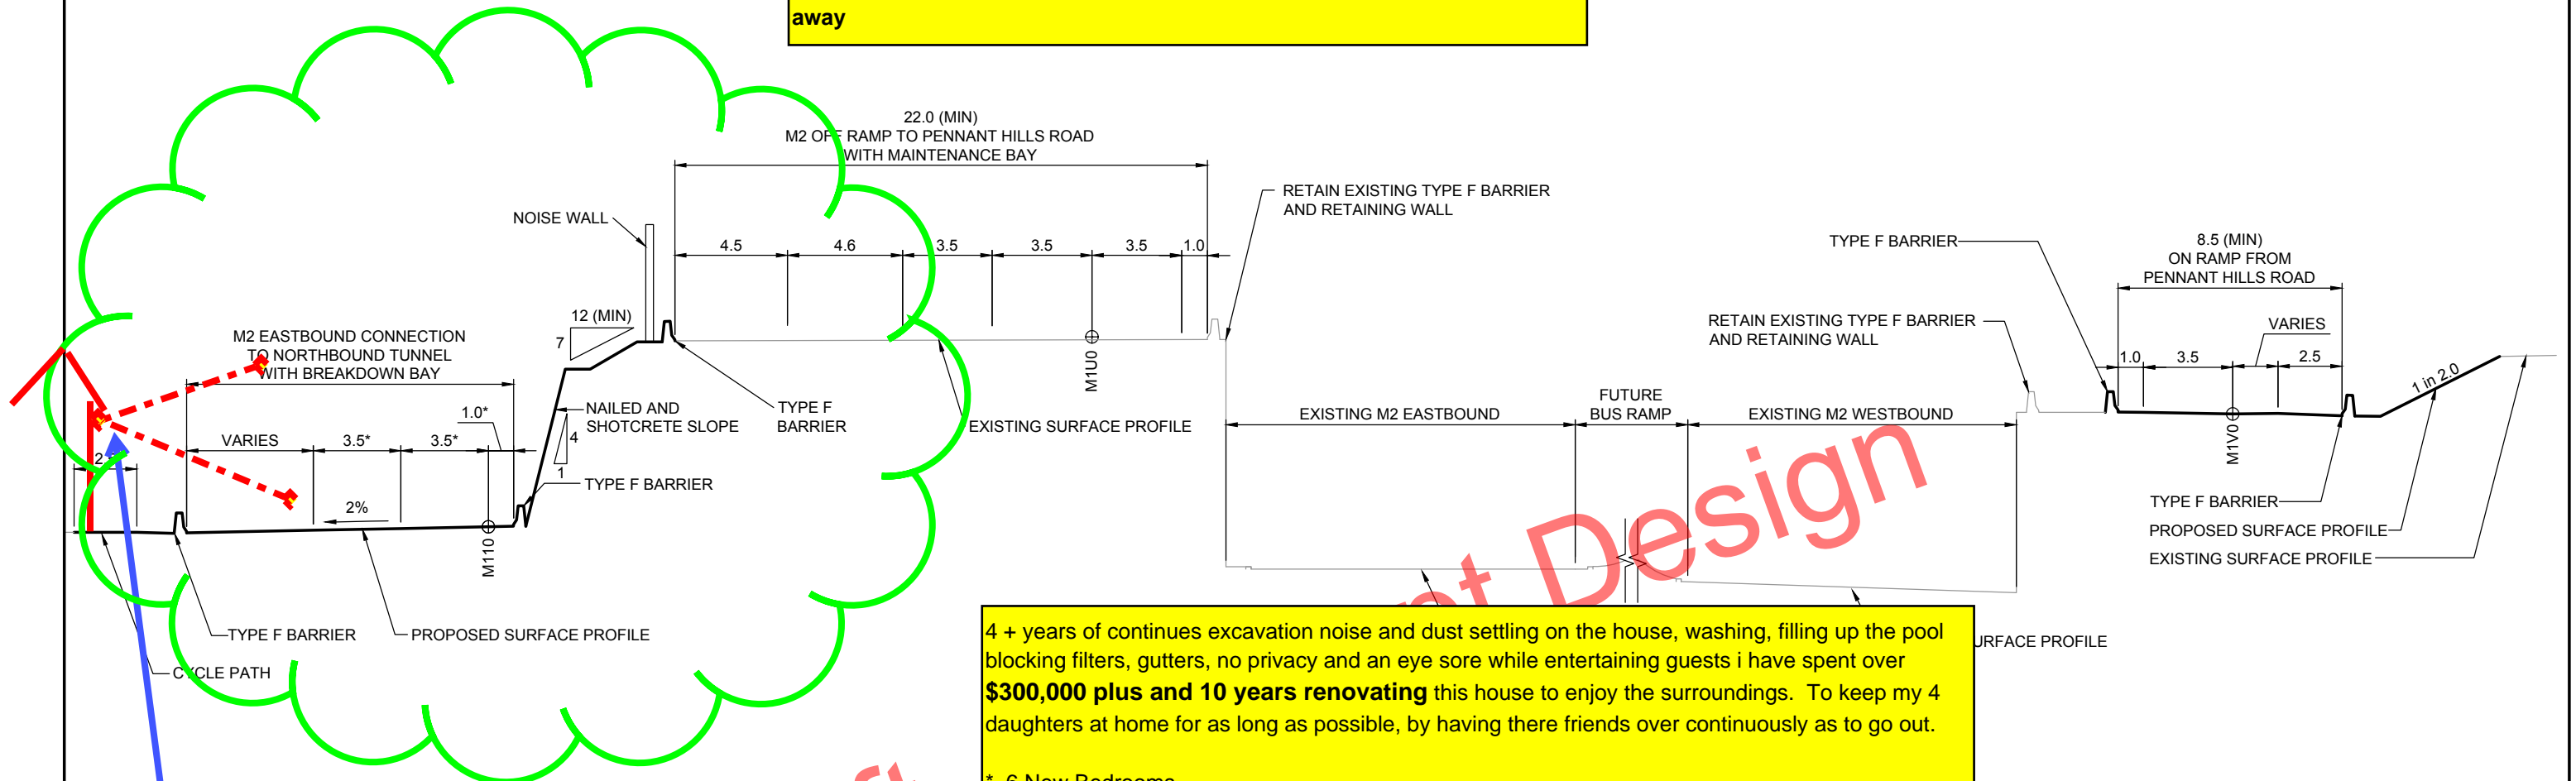 away
22.0 (MIN)
M2 OFF RAMP TO PENNANT HILLS ROAD
WITH MAINTENANCE BAY
NOISE WALL
4.5 4.6 3.5 3.5 3.5 1.0
RETAIN EXISTING TYPE F BARRIER
AND RETAINING WALL
TYPE F BARRIER
8.5 (MIN)
ON RAMP FROM
PENNANT HILLS ROAD
12 (MIN)
7
M2 EASTBOUND CONNECTION
TO NORTHBOUND TUNNEL
WITH BREAKDOWN BAY
RETAIN EXISTING TYPE F BARRIER
AND RETAINING WALL
VARIES
1.0 3.5 2.5
M1U0
1 in 2.0
1.0*
NAILED AND
SHOTCRETE SLOPE
4
1
TYPE F
BARRIER
EXISTING SURFACE PROFILE
EXISTING M2 EASTBOUND
FUTURE
BUS RAMP
EXISTING M2 WESTBOUND
VARIES 3.5* 3.5*
M1V0
TYPE F BARRIER
2%
M110
TYPE F BARRIER
PROPOSED SURFACE PROFILE
EXISTING SURFACE PROFILE
Design
TYPE F BARRIER
PROPOSED SURFACE PROFILE
CYCLE PATH
URFACE PROFILE
4 + years of continues excavation noise and dust settling on the house, washing, filling up the pool
blocking filters, gutters, no privacy and an eye sore while entertaining guests i have spent over
$300,000 plus and 10 years renovating this house to enjoy the surroundings. To keep my 4
daughters at home for as long as possible, by having there friends over continuously as to go out.
* 6 New Bedrooms